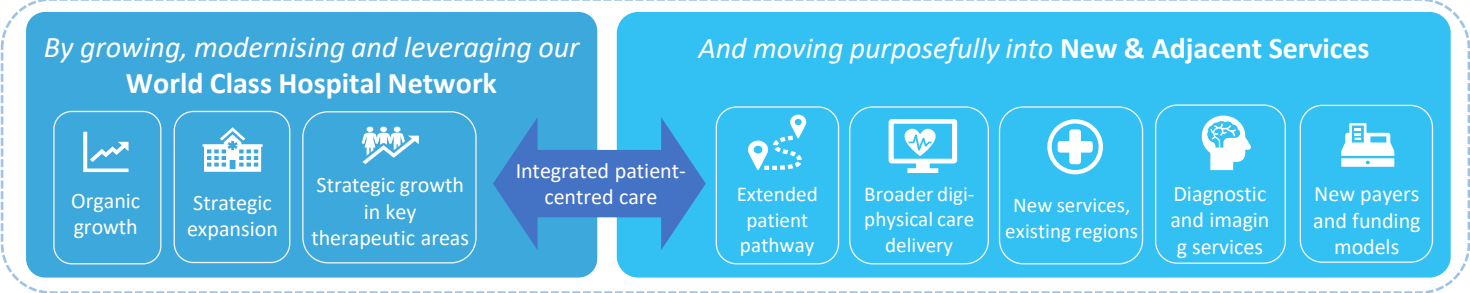 By growing, modernising and leveraging our
World Class Hospital Network
Organic
growth
Strategic
expansion
Strategic growth
in key
therapeutic areas
Integrated patient-
centred care
And moving purposefully into New & Adjacent Services
Extended
patient
pathway
Broader digi-
physical care
delivery
New services,
existing regions
Diagnostic
and imagin
g services
New payers
and funding
models